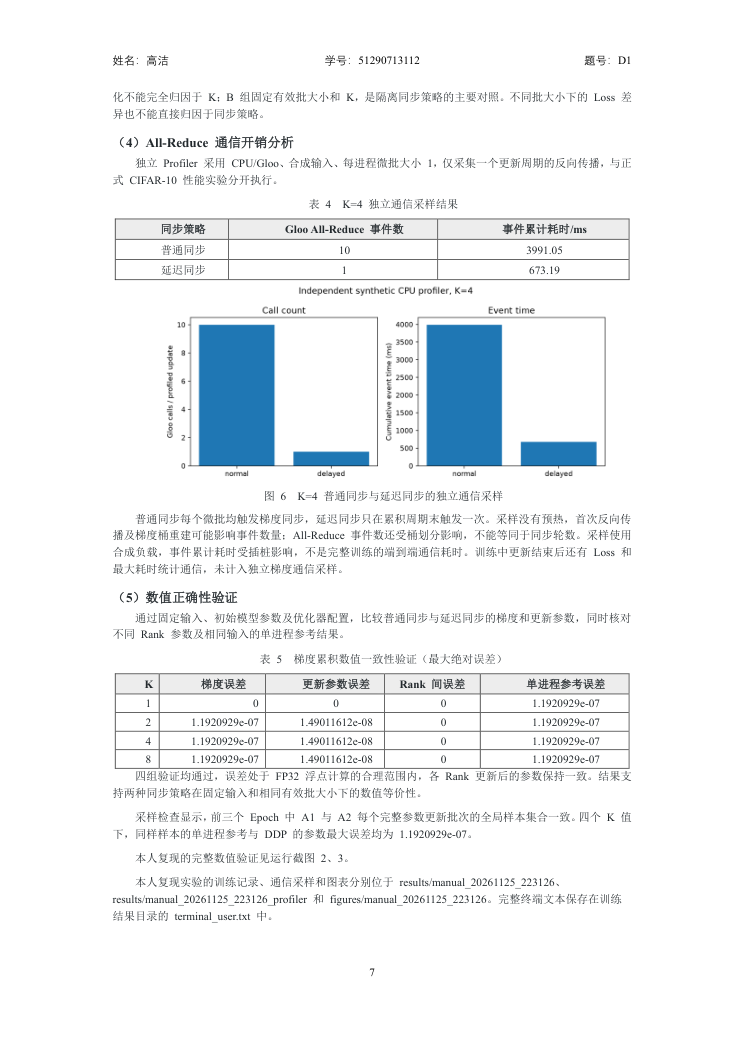 姓名：高洁 学号：51290713112 题号：D1
化不能完全归因于 K；B 组固定有效批大小和 K，是隔离同步策略的主要对照。不同批大小下的 Loss 差
异也不能直接归因于同步策略。
（4）All-Reduce 通信开销分析
独立 Profiler 采用 CPU/Gloo、合成输入、每进程微批大小 1，仅采集一个更新周期的反向传播，与正
式 CIFAR-10 性能实验分开执行。
表 4 K=4 独立通信采样结果
同步策略 Gloo All-Reduce 事件数 事件累计耗时/ms
普通同步 10 3991.05
延迟同步 1 673.19
Independent synthetic CPU profiler, K=4
Call count
Gloo calls / profiled update
10
8
6
4
2
0
normal delayed
Event time
Cumulative event time (ms)
4000
3500
3000
2500
2000
1500
1000
500
0
normal delayed
图 6 K=4 普通同步与延迟同步的独立通信采样
普通同步每个微批均触发梯度同步，延迟同步只在累积周期末触发一次。采样没有预热，首次反向传
播及梯度桶重建可能影响事件数量；All-Reduce 事件数还受桶划分影响，不能等同于同步轮数。采样使用
合成负载，事件累计耗时受插桩影响，不是完整训练的端到端通信耗时。训练中更新结束后还有 Loss 和
最大耗时统计通信，未计入独立梯度通信采样。
（5）数值正确性验证
通过固定输入、初始模型参数及优化器配置，比较普通同步与延迟同步的梯度和更新参数，同时核对
不同 Rank 参数及相同输入的单进程参考结果。
表 5 梯度累积数值一致性验证（最大绝对误差）
K 梯度误差 更新参数误差 Rank 间误差 单进程参考误差
1 0 0 0 1.1920929e-07
2 1.1920929e-07 1.49011612e-08 0 1.1920929e-07
4 1.1920929e-07 1.49011612e-08 0 1.1920929e-07
8 1.1920929e-07 1.49011612e-08 0 1.1920929e-07
四组验证均通过，误差处于 FP32 浮点计算的合理范围内，各 Rank 更新后的参数保持一致。结果支
持两种同步策略在固定输入和相同有效批大小下的数值等价性。
采样检查显示，前三个 Epoch 中 A1 与 A2 每个完整参数更新批次的全局样本集合一致。四个 K 值
下，同样样本的单进程参考与 DDP 的参数最大误差均为 1.1920929e-07。
本人复现的完整数值验证见运行截图 2、3。
本人复现实验的训练记录、通信采样和图表分别位于 results/manual_20261125_223126、
results/manual_20261125_223126_profiler 和 figures/manual_20261125_223126。完整终端文本保存在训练
结果目录的 terminal_user.txt 中。
7